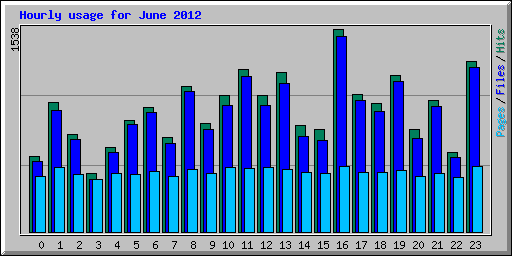 Hourly usage for June 2012
1538
Pages / Files / Hits
0 1 2 3 4 5 6 7 8 9 10 11 12 13 14 15 16 17 18 19 20 21 22 23